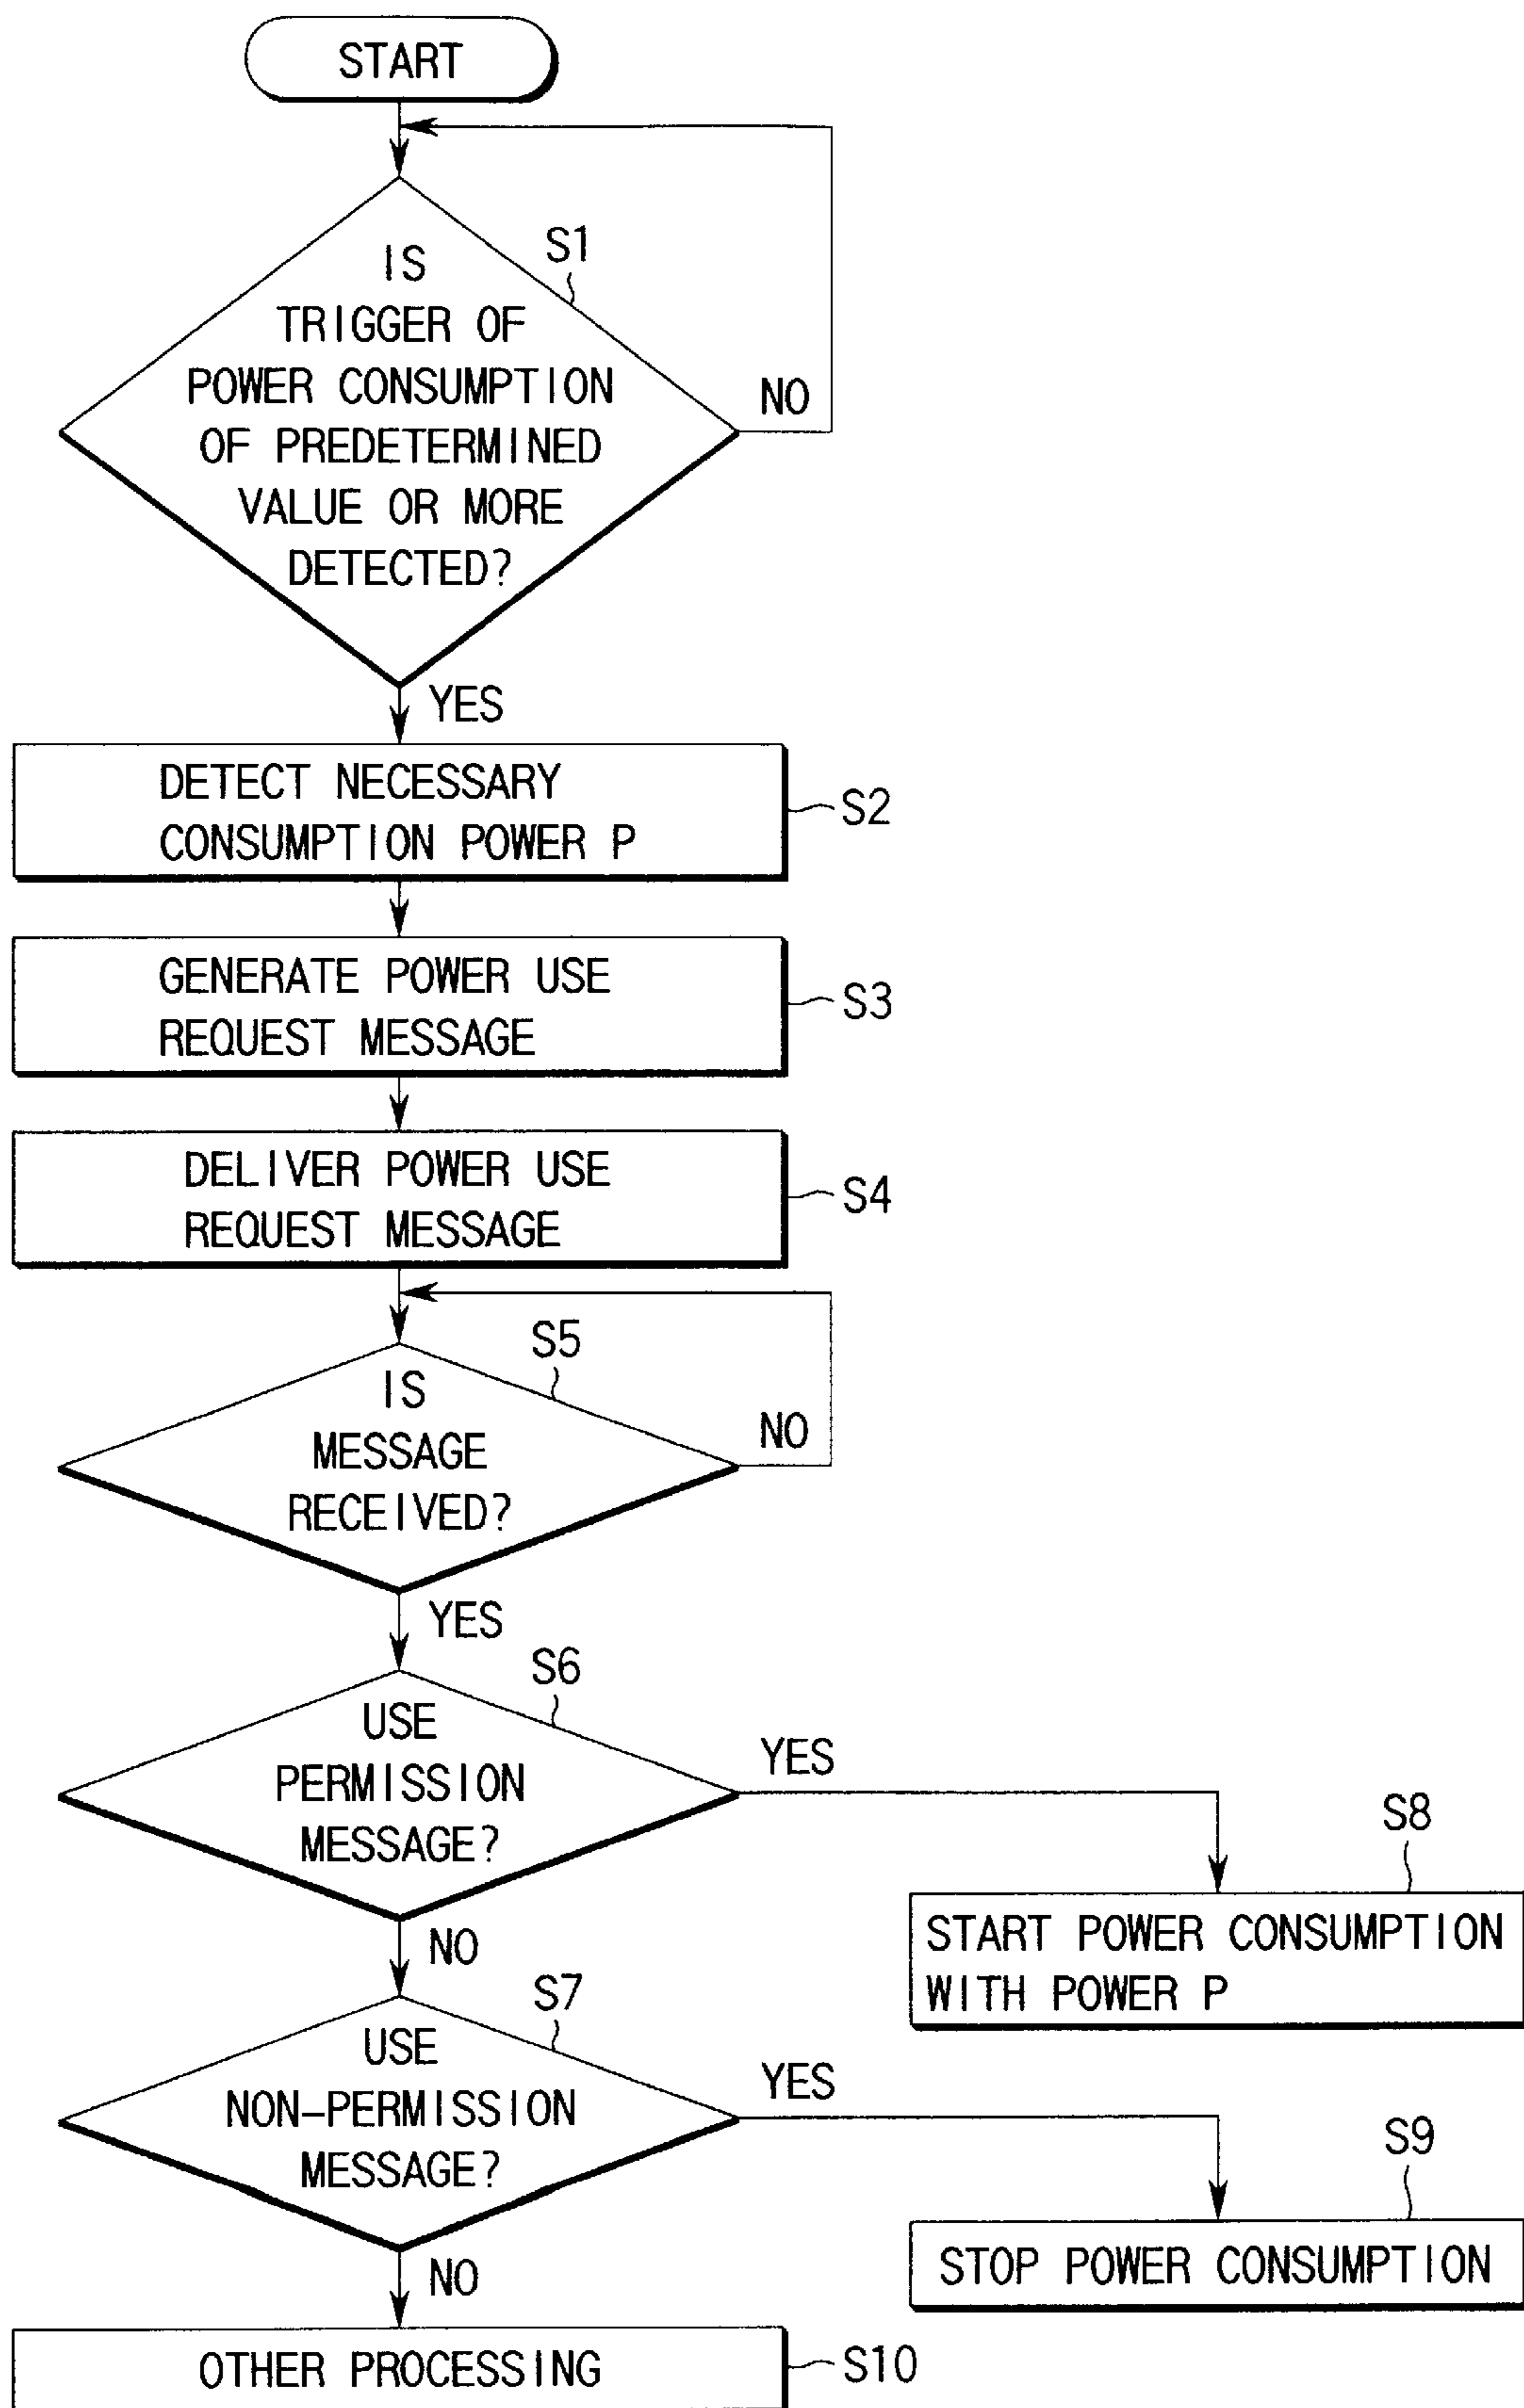 START
S1
IS
TRIGGER OF
POWER CONSUMPTION
OF PREDETERMINED
VALUE OR MORE
DETECTED?
NO
YES
DETECT NECESSARY
CONSUMPTION POWER P
S2
GENERATE POWER USE
REQUEST MESSAGE
S3
DELIVER POWER USE
REQUEST MESSAGE
S4
S5
IS
MESSAGE
RECEIVED?
NO
YES
S6
USE
PERMISSION
MESSAGE?
YES
S8
START POWER CONSUMPTION
WITH POWER P
NO
S7
USE
NON-PERMISSION
MESSAGE?
YES
S9
STOP POWER CONSUMPTION
NO
OTHER PROCESSING
S10